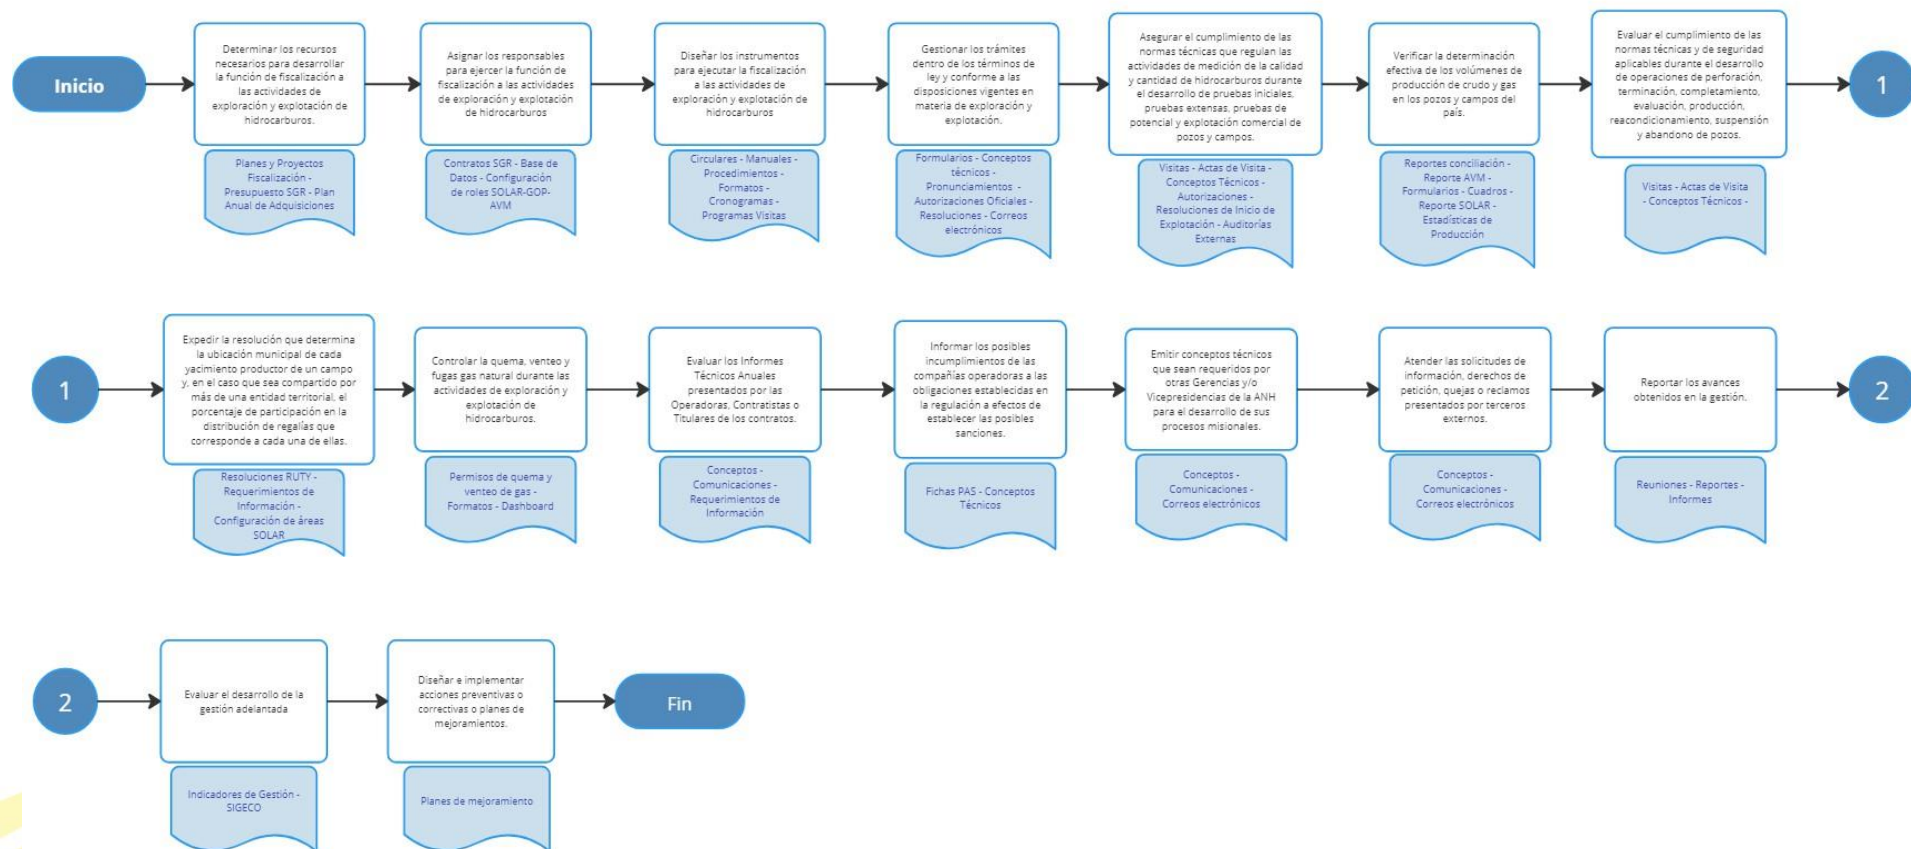 Inicio
Determinar los recursos
necesarios para desarrollar
la función de fiscalización a
las actividades de
exploración y explotación de
hidrocarburos.
Planes y Proyectos
Fiscalización -
Presupuesto SGR - Plan
Anual de Adquisiciones
Asignar los responsables
para ejercer la función de
fiscalización a las actividades
de exploración y explotación
de hidrocarburos
Contratos SGR - Base de
Datos - Configuración
de roles SOLAR-GOP-
AVM
Diseñar los instrumentos
para ejecutar la fiscalización
a las actividades de
exploración y explotación de
hidrocarburos
Circulares - Manuales -
Procedimientos -
Formatos -
Cronogramas -
Programas Visitas
Gestionar los trámites
dentro de los términos de
ley y conforme a las
disposiciones vigentes en
materia de exploración y
explotación.
Formularios - Conceptos
técnicos -
Pronunciamientos -
Autorizaciones Oficiales -
Resoluciones - Correos
electrónicos
Asegurar el cumplimiento de las
normas técnicas que regulan las
actividades de medición de la calidad
y cantidad de hidrocarburos durante
el desarrollo de pruebas iniciales,
pruebas extensas, pruebas de
potencial y explotación comercial de
pozos y campos.
Visitas - Actas de Visita -
Conceptos Técnicos -
Autorizaciones -
Resoluciones de Inicio de
Explotación - Auditorías
Externas
Verificar la determinación
efectiva de los volúmenes de
producción de crudo y gas
en los pozos y campos del
país.
Reportes conciliación -
Reporte AVM -
Formularios - Cuadros -
Reporte SOLAR -
Estadísticas de
Producción
Evaluar el cumplimiento de las
normas técnicas y de seguridad
aplicables durante el desarrollo
de operaciones de perforación,
terminación, completamiento,
evaluación, producción,
reacondicionamiento, suspensión
y abandono de pozos.
Visitas - Actas de Visita
- Conceptos Técnicos -
1
1
Expedir la resolución que determina
la ubicación municipal de cada
yacimiento productor de un campo
y, en el caso que sea compartido por
más de una entidad territorial, el
porcentaje de participación en la
distribución de regalías que
corresponde a cada una de ellas.
Resoluciones RUTY -
Requerimientos de
Información -
Configuración de áreas
SOLAR
Controlar la quema, venteo y
fugas gas natural durante las
actividades de exploración y
explotación de
hidrocarburos.
Permisos de quema y
venteo de gas -
Formatos - Dashboard
Evaluar los Informes
Técnicos Anuales
presentados por las
Operadoras, Contratistas o
Titulares de los contratos.
Conceptos -
Comunicaciones -
Requerimientos de
Información
Informar los posibles
incumplimientos de las
compañías operadoras a las
obligaciones establecidas en
la regulación a efectos de
establecer las posibles
sanciones.
Fichas PAS - Conceptos
Técnicos
Emitir conceptos técnicos
que sean requeridos por
otras Gerencias y/o
Vicepresidencias de la ANH
para el desarrollo de sus
procesos misionales.
Conceptos -
Comunicaciones -
Correos electrónicos
Atender las solicitudes de
información, derechos de
petición, quejas o reclamos
presentados por terceros
externos.
Conceptos -
Comunicaciones -
Correos electrónicos
Reportar los avances
obtenidos en la gestión.
Reuniones - Reportes -
Informes
2
2
Evaluar el desarrollo de la
gestión adelantada
Indicadores de Gestión -
SIGECO
Diseñar e implementar
acciones preventivas o
correctivas o planes de
mejoramientos.
Planes de mejoramiento
Fin